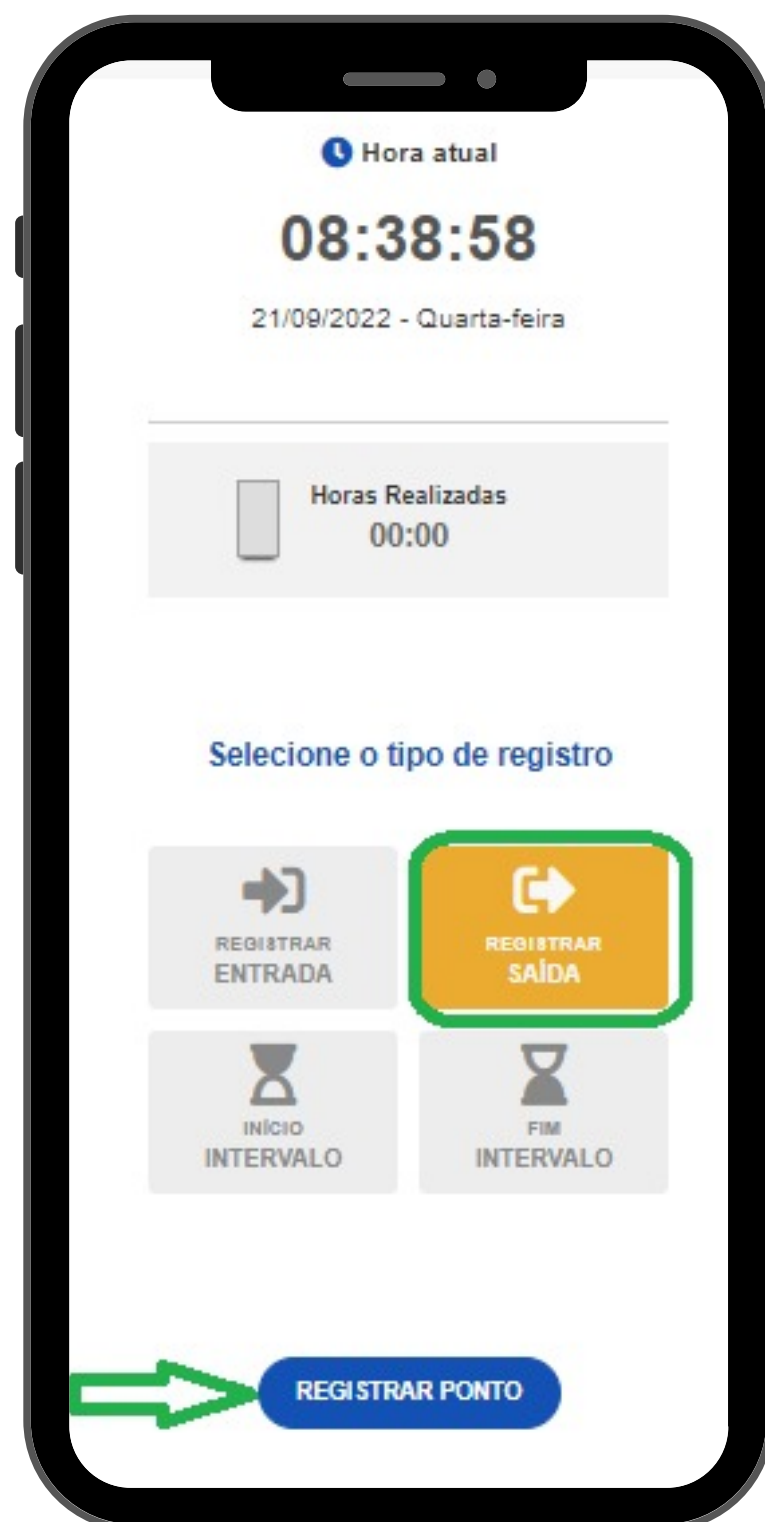 Hora atual
08:38:58
21/09/2022 - Quarta-feira
Horas Realizadas
00:00
Selecione o tipo de registro
REGISTRAR
ENTRADA
REGISTRAR
SAÍDA
INÍCIO
INTERVALO
FIM
INTERVALO
REGISTRAR PONTO